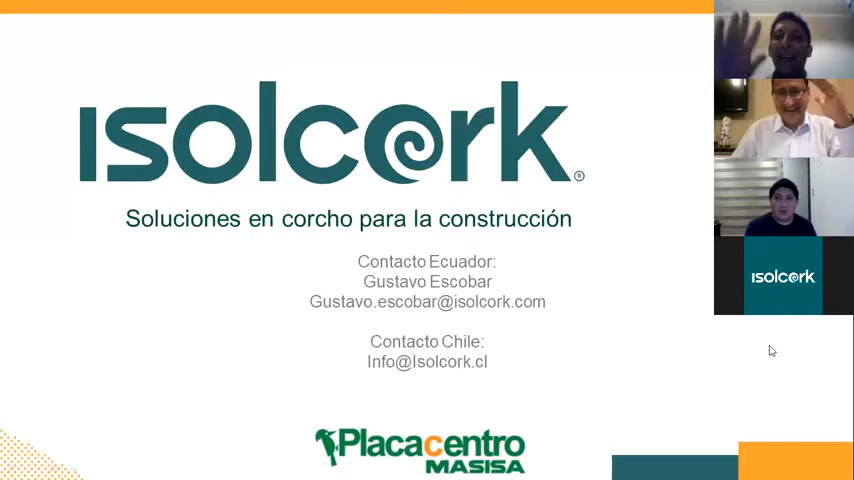 ISOLCORK®
Soluciones en corcho para la construcción
Contacto Ecuador:
Gustavo Escobar
Gustavo.escobar@isolcork.com
Contacto Chile:
Info@Isolcork.cl
Placacentro
MASISA
ISOLCORK